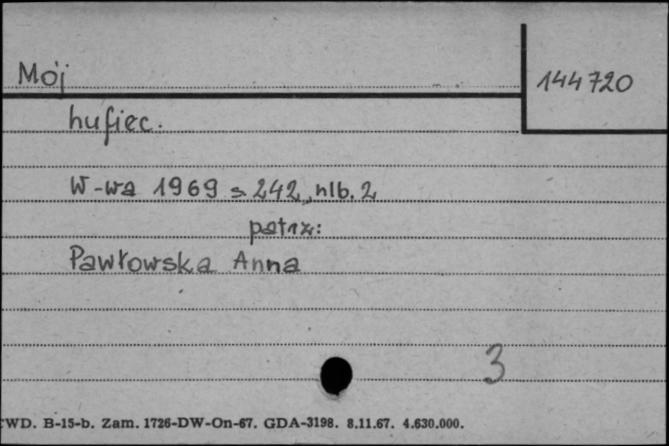 Mój
144720
hufiec.
W-wa 1969 s. 242, nlb. 2
patrz:
Pawłowska Anna
3
CWD. B-15-b. Zam. 1726-DW-On-67. GDA-3198. 8.11.67. 4.630.000.